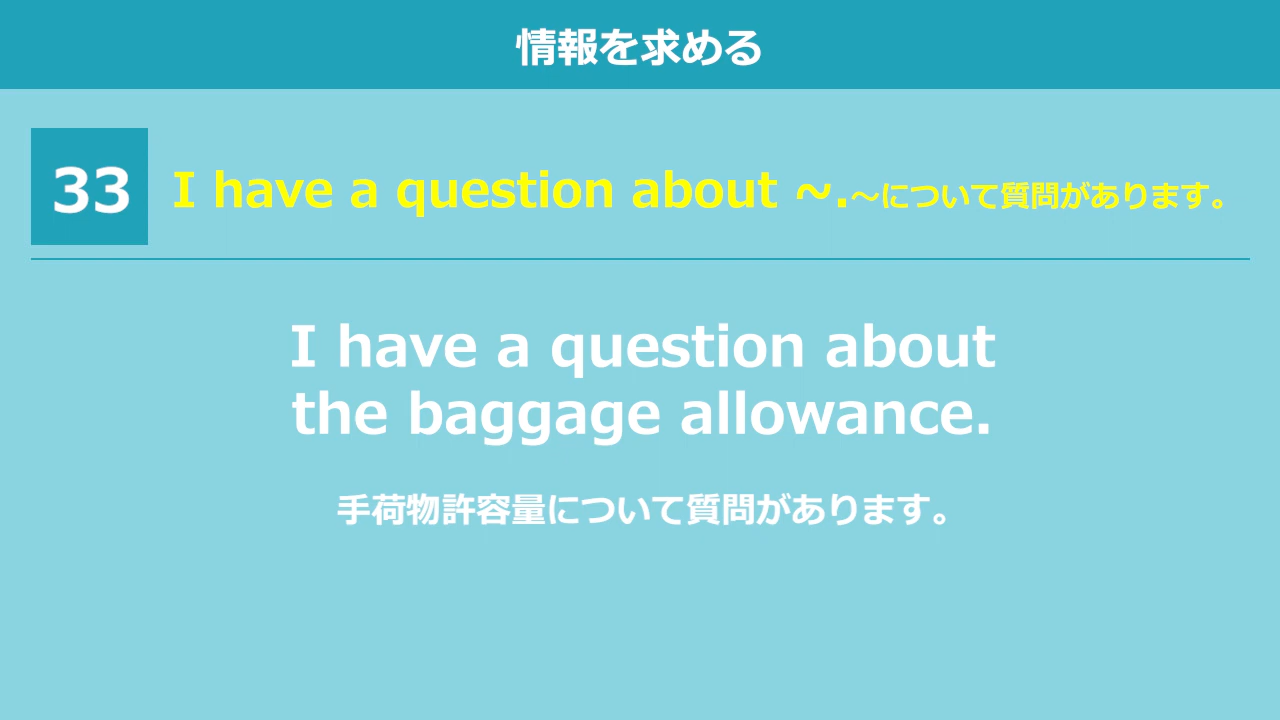 情報を求める
33
I have a question about ~.～について質問があります。
I have a question about
the baggage allowance.
手荷物許容量について質問があります。